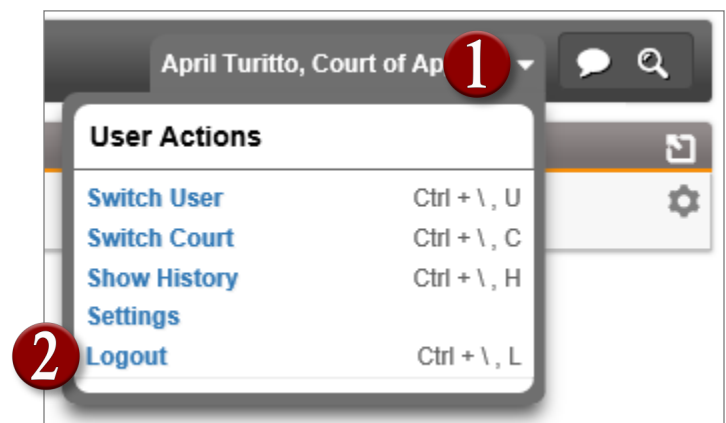 April Turitto, Court of Ap
1
User Actions
Switch User Ctrl + \ , U
Switch Court Ctrl + \ , C
Show History Ctrl + \ , H
Settings
2
Logout Ctrl + \ , L